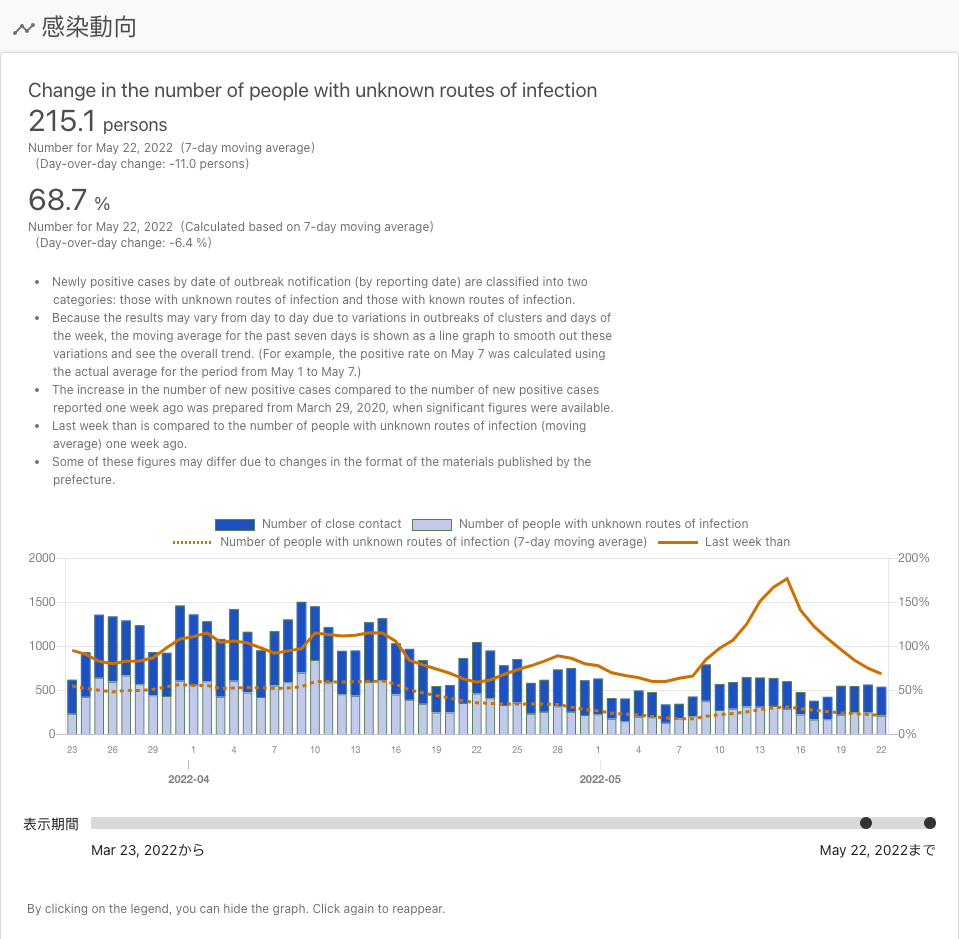 感染動向
Change in the number of people with unknown routes of infection
215.1 persons
Number for May 22, 2022 (7-day moving average)
(Day-over-day change: -11.0 persons)
68.7 %
Number for May 22, 2022 (Calculated based on 7-day moving average)
(Day-over-day change: -6.4 %)
• Newly positive cases by date of outbreak notification (by reporting date) are classified into two
categories: those with unknown routes of infection and those with known routes of infection.
• Because the results may vary from day to day due to variations in outbreaks of clusters and days of
the week, the moving average for the past seven days is shown as a line graph to smooth out these
variations and see the overall trend. (For example, the positive rate on May 7 was calculated using
the actual average for the period from May 1 to May 7.)
• The increase in the number of new positive cases compared to the number of new positive cases
reported one week ago was prepared from March 29, 2020, when significant figures were available.
• Last week than is compared to the number of people with unknown routes of infection (moving
average) one week ago.
• Some of these figures may differ due to changes in the format of the materials published by the
prefecture.
Number of close contact Number of people with unknown routes of infection
Number of people with unknown routes of infection (7-day moving average) Last week than
2000 200%
1500 150%
1000 100%
500 50%
0 0%
23 26 29 1 4 7 10 13 16 19 22 25 28 1 4 7 10 13 16 19 22
2022-04 2022-05
表示期間
Mar 23, 2022から May 22, 2022まで
By clicking on the legend, you can hide the graph. Click again to reappear.